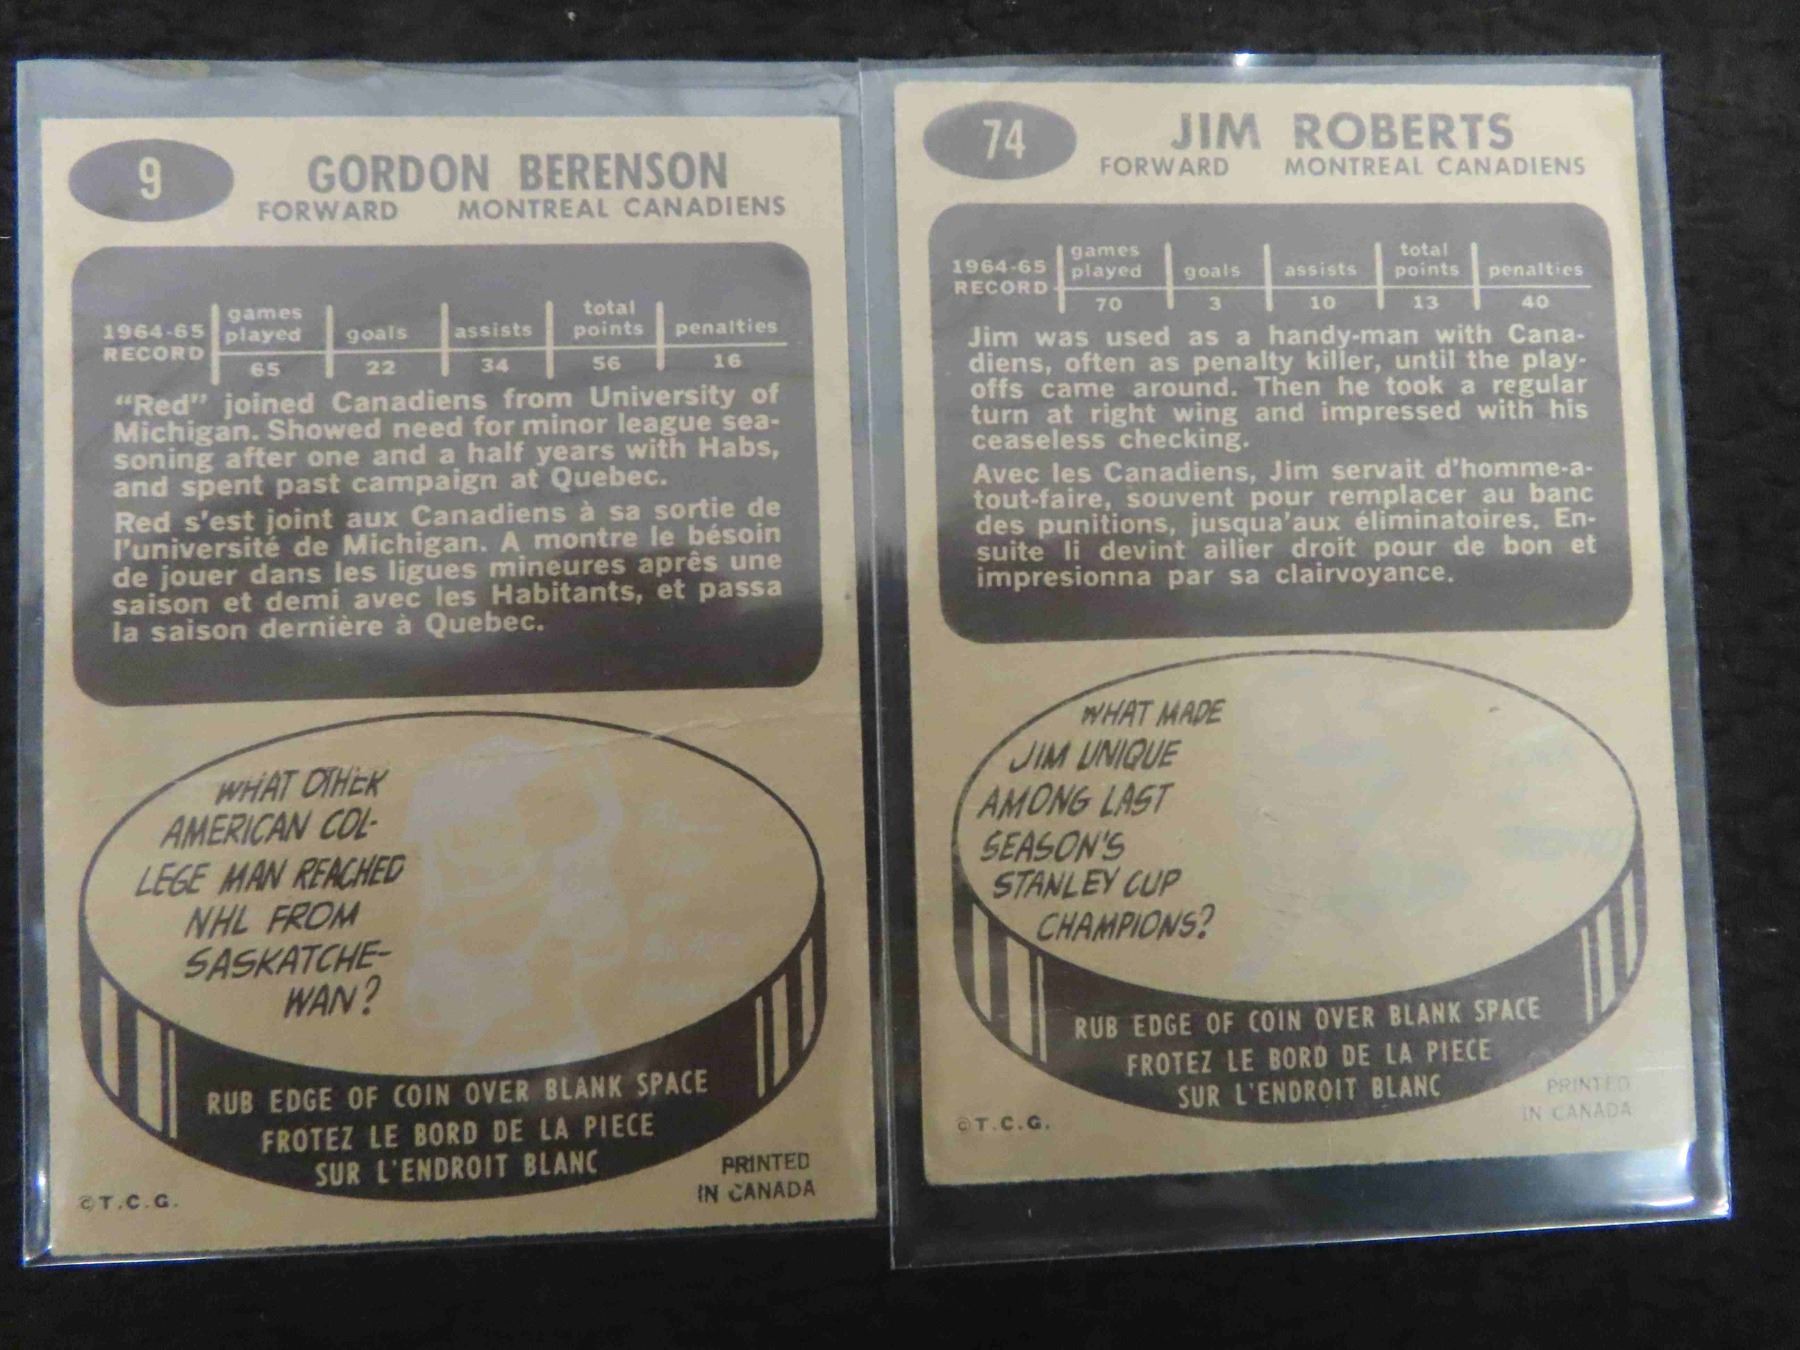 9
GORDON BERENSON
FORWARD MONTREAL CANADIENS
1964-65 RECORD
games played goals assists total points penalties
65 22 34 56 16
"Red" joined Canadiens from University of
Michigan. Showed need for minor league sea-
soning after one and a half years with Habs,
and spent past campaign at Quebec.
Red s'est joint aux Canadiens à sa sortie de
l'université de Michigan. A montre le bésoin
de jouer dans les ligues mineures après une
saison et demi avec les Habitants, et passa
la saison dernière à Quebec.
WHAT OTHER
AMERICAN COL-
LEGE MAN REACHED
NHL FROM
SASKATCHE-
WAN?
RUB EDGE OF COIN OVER BLANK SPACE
FROTEZ LE BORD DE LA PIECE
SUR L'ENDROIT BLANC
©T.C.G.
PRINTED
IN CANADA
74
JIM ROBERTS
FORWARD MONTREAL CANADIENS
1964-65 RECORD
games played goals assists total points penalties
70 3 10 13 40
Jim was used as a handy-man with Cana-
diens, often as penalty killer, until the play-
offs came around. Then he took a regular
turn at right wing and impressed with his
ceaseless checking.
Avec les Canadiens, Jim servait d'homme-a-
tout-faire, souvent pour remplacer au banc
des punitions, jusqua'aux éliminatoires. En-
suite li devint ailier droit pour de bon et
impresionna par sa clairvoyance.
WHAT MADE
JIM UNIQUE
AMONG LAST
SEASON'S
STANLEY CUP
CHAMPIONS?
RUB EDGE OF COIN OVER BLANK SPACE
FROTEZ LE BORD DE LA PIECE
SUR L'ENDROIT BLANC
©T.C.G.
PRINTED
IN CANADA